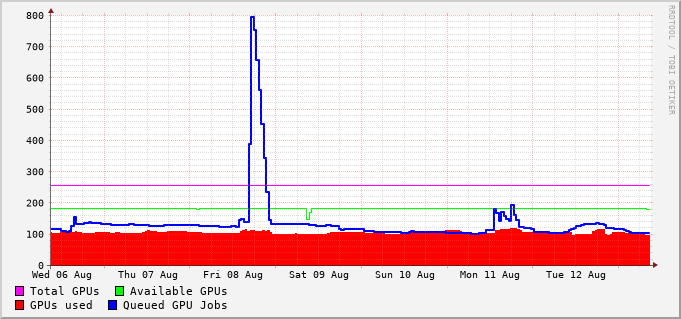 RRDTOOL / TOBI OETIKER
800
700
600
500
400
300
200
100
0
Wed 06 Aug Thu 07 Aug Fri 08 Aug Sat 09 Aug Sun 10 Aug Mon 11 Aug Tue 12 Aug
Total GPUs Available GPUs
GPUs used Queued GPU Jobs